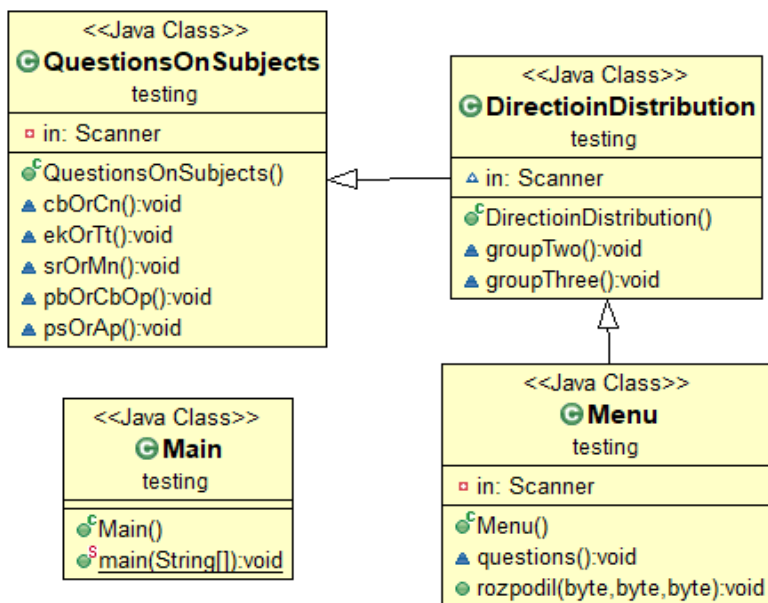 <<Java Class>>
QuestionsOnSubjects
testing
in: Scanner
QuestionsOnSubjects()
cbOrCn():void
ekOrTt():void
srOrMn():void
pbOrCbOp():void
psOrAp():void
<<Java Class>>
DirectioinDistribution
testing
in: Scanner
DirectioinDistribution()
groupTwo():void
groupThree():void
<<Java Class>>
Main
testing
Main()
main(String[]):void
<<Java Class>>
Menu
testing
in: Scanner
Menu()
questions():void
rozpodil(byte,byte,byte):void